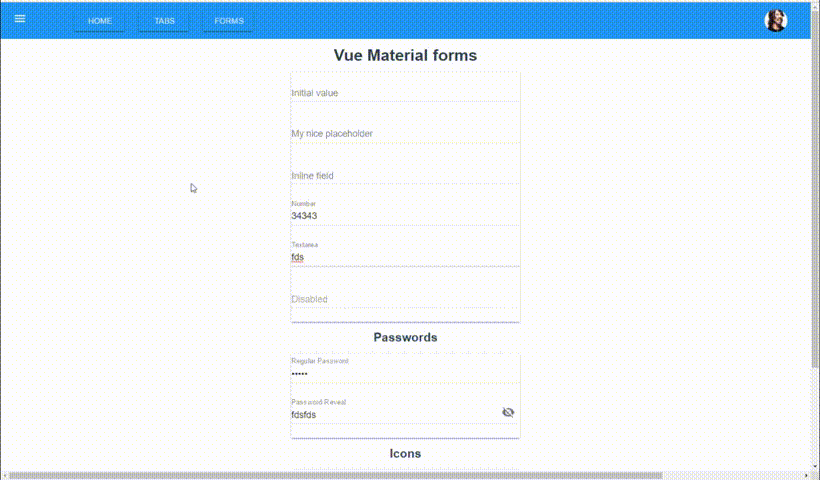 HOME TABS FORMS
Vue Material forms
Initial value
My nice placeholder
Inline field
Number
34343
Textarea
fds
Disabled
Passwords
Regular Password
•••••
Password Reveal
fdsfds
Icons